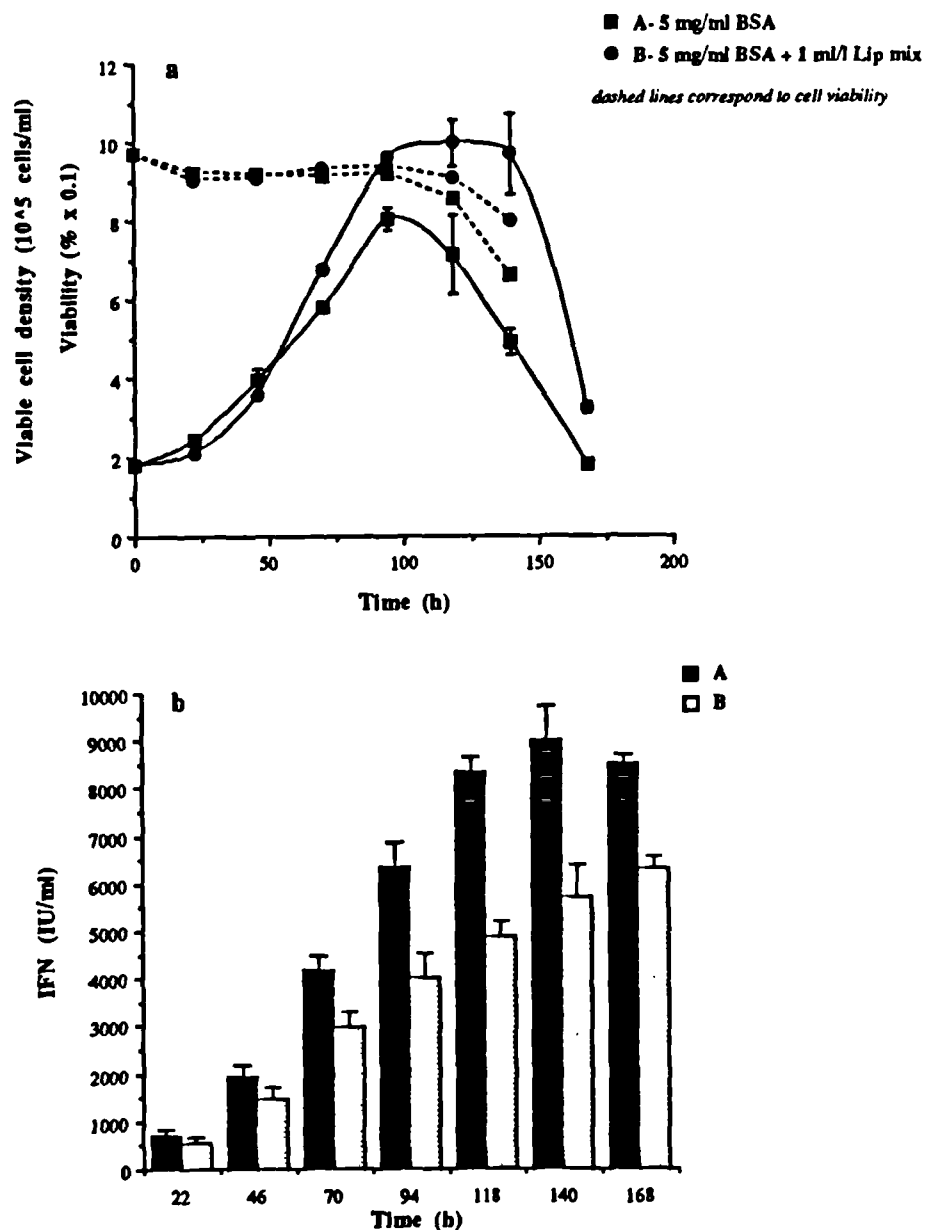 A- 5 mg/ml BSA
B- 5 mg/ml BSA + 1 ml/l Lip mix
dashed lines correspond to cell viability
a
Viable cell density (10^5 cells/ml)
Viability (% x 0.1)
12
10
8
6
4
2
0
0
50
100
150
200
Time (h)
A
B
b
IFN (IU/ml)
10000
9000
8000
7000
6000
5000
4000
3000
2000
1000
0
22
46
70
94
118
140
168
Time (h)